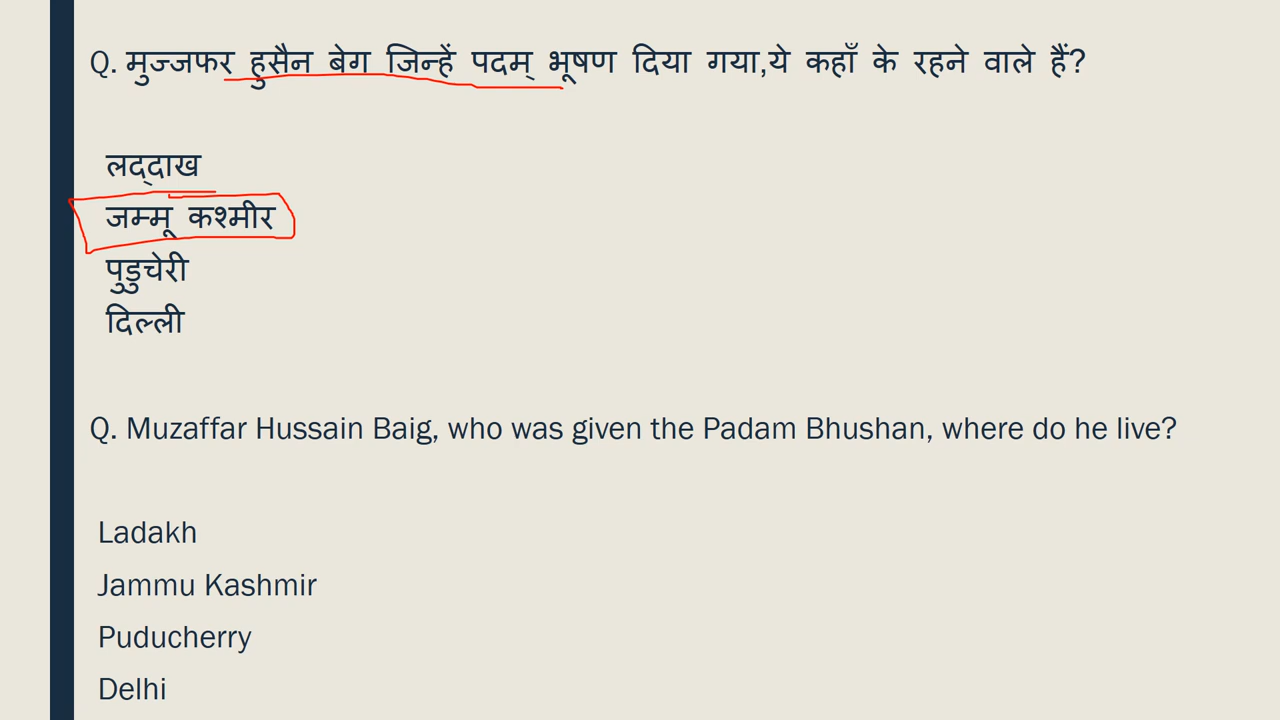 Q. मुज्जफर हुसैन बेग जिन्हें पदम् भूषण दिया गया,ये कहाँ के रहने वाले हैं?
लद्दाख
जम्मू कश्मीर
पुडुचेरी
दिल्ली
Q. Muzaffar Hussain Baig, who was given the Padam Bhushan, where do he live?
Ladakh
Jammu Kashmir
Puducherry
Delhi